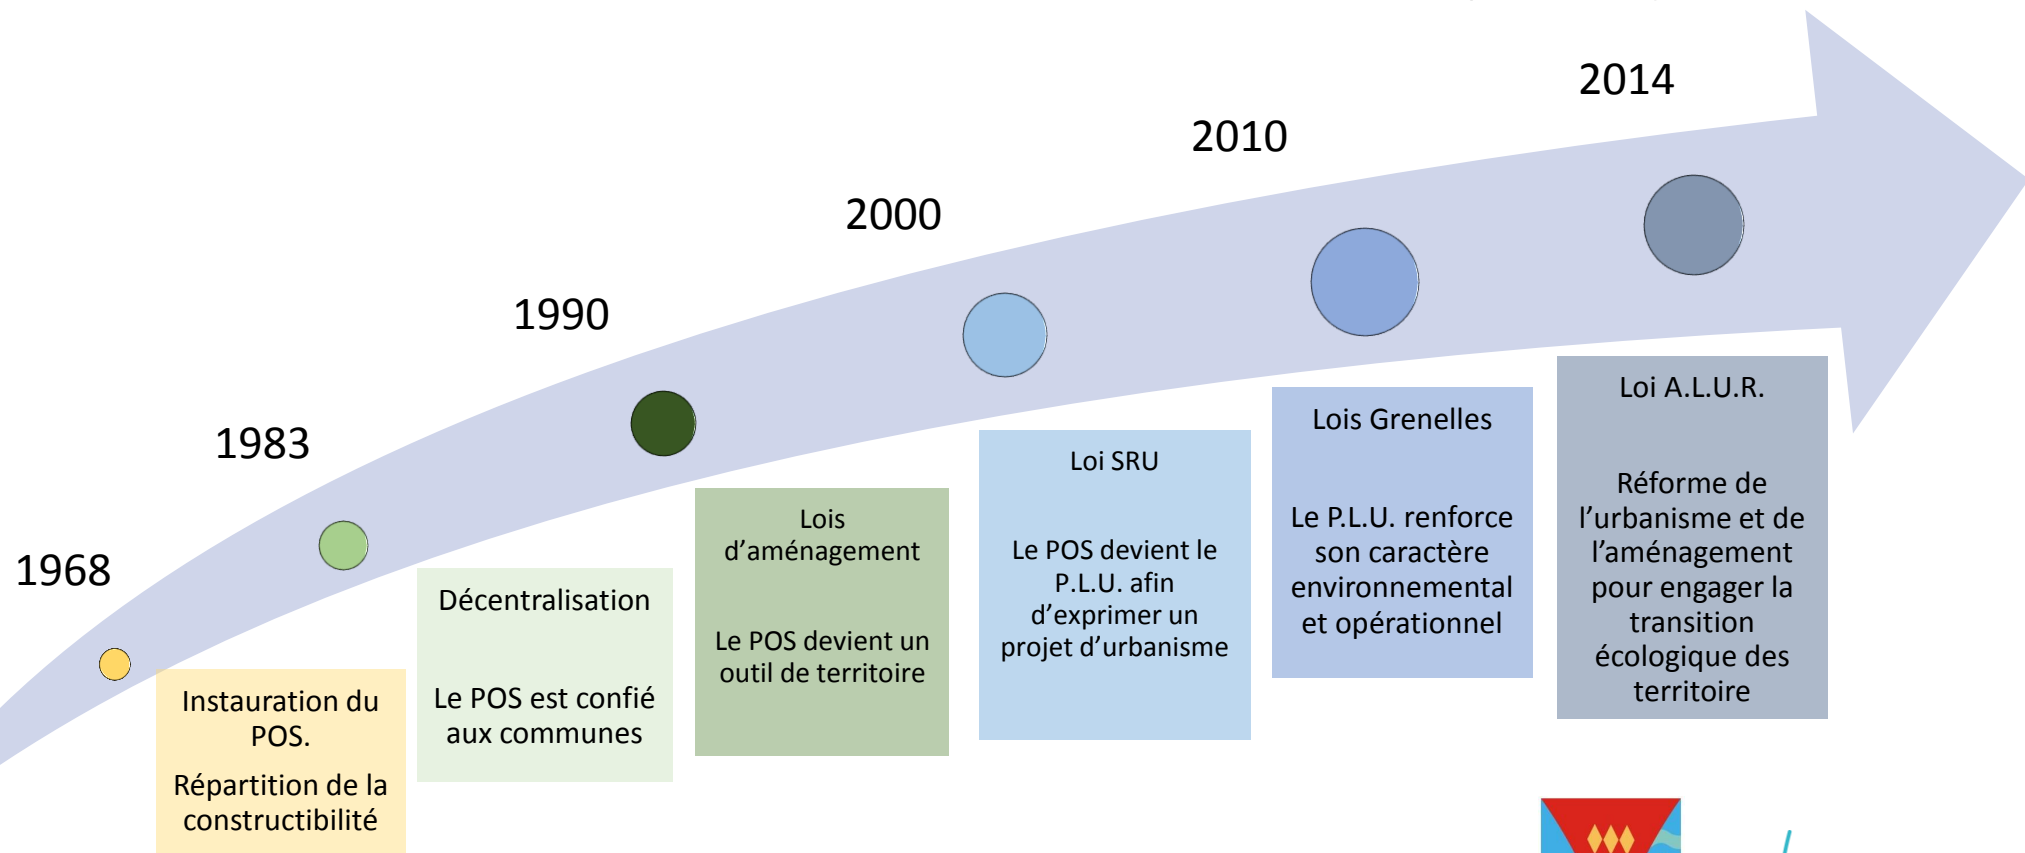 1968
Instauration du
POS.
Répartition de la
constructibilité
1983
Décentralisation
Le POS est confié
aux communes
1990
Lois
d’aménagement
Le POS devient un
outil de territoire
2000
Loi SRU
Le POS devient le
P.L.U. afin
d’exprimer un
projet d’urbanisme
2010
Lois Grenelles
Le P.L.U. renforce
son caractère
environnemental
et opérationnel
2014
Loi A.L.U.R.
Réforme de
l’urbanisme et de
l’aménagement
pour engager la
transition
écologique des
territoire